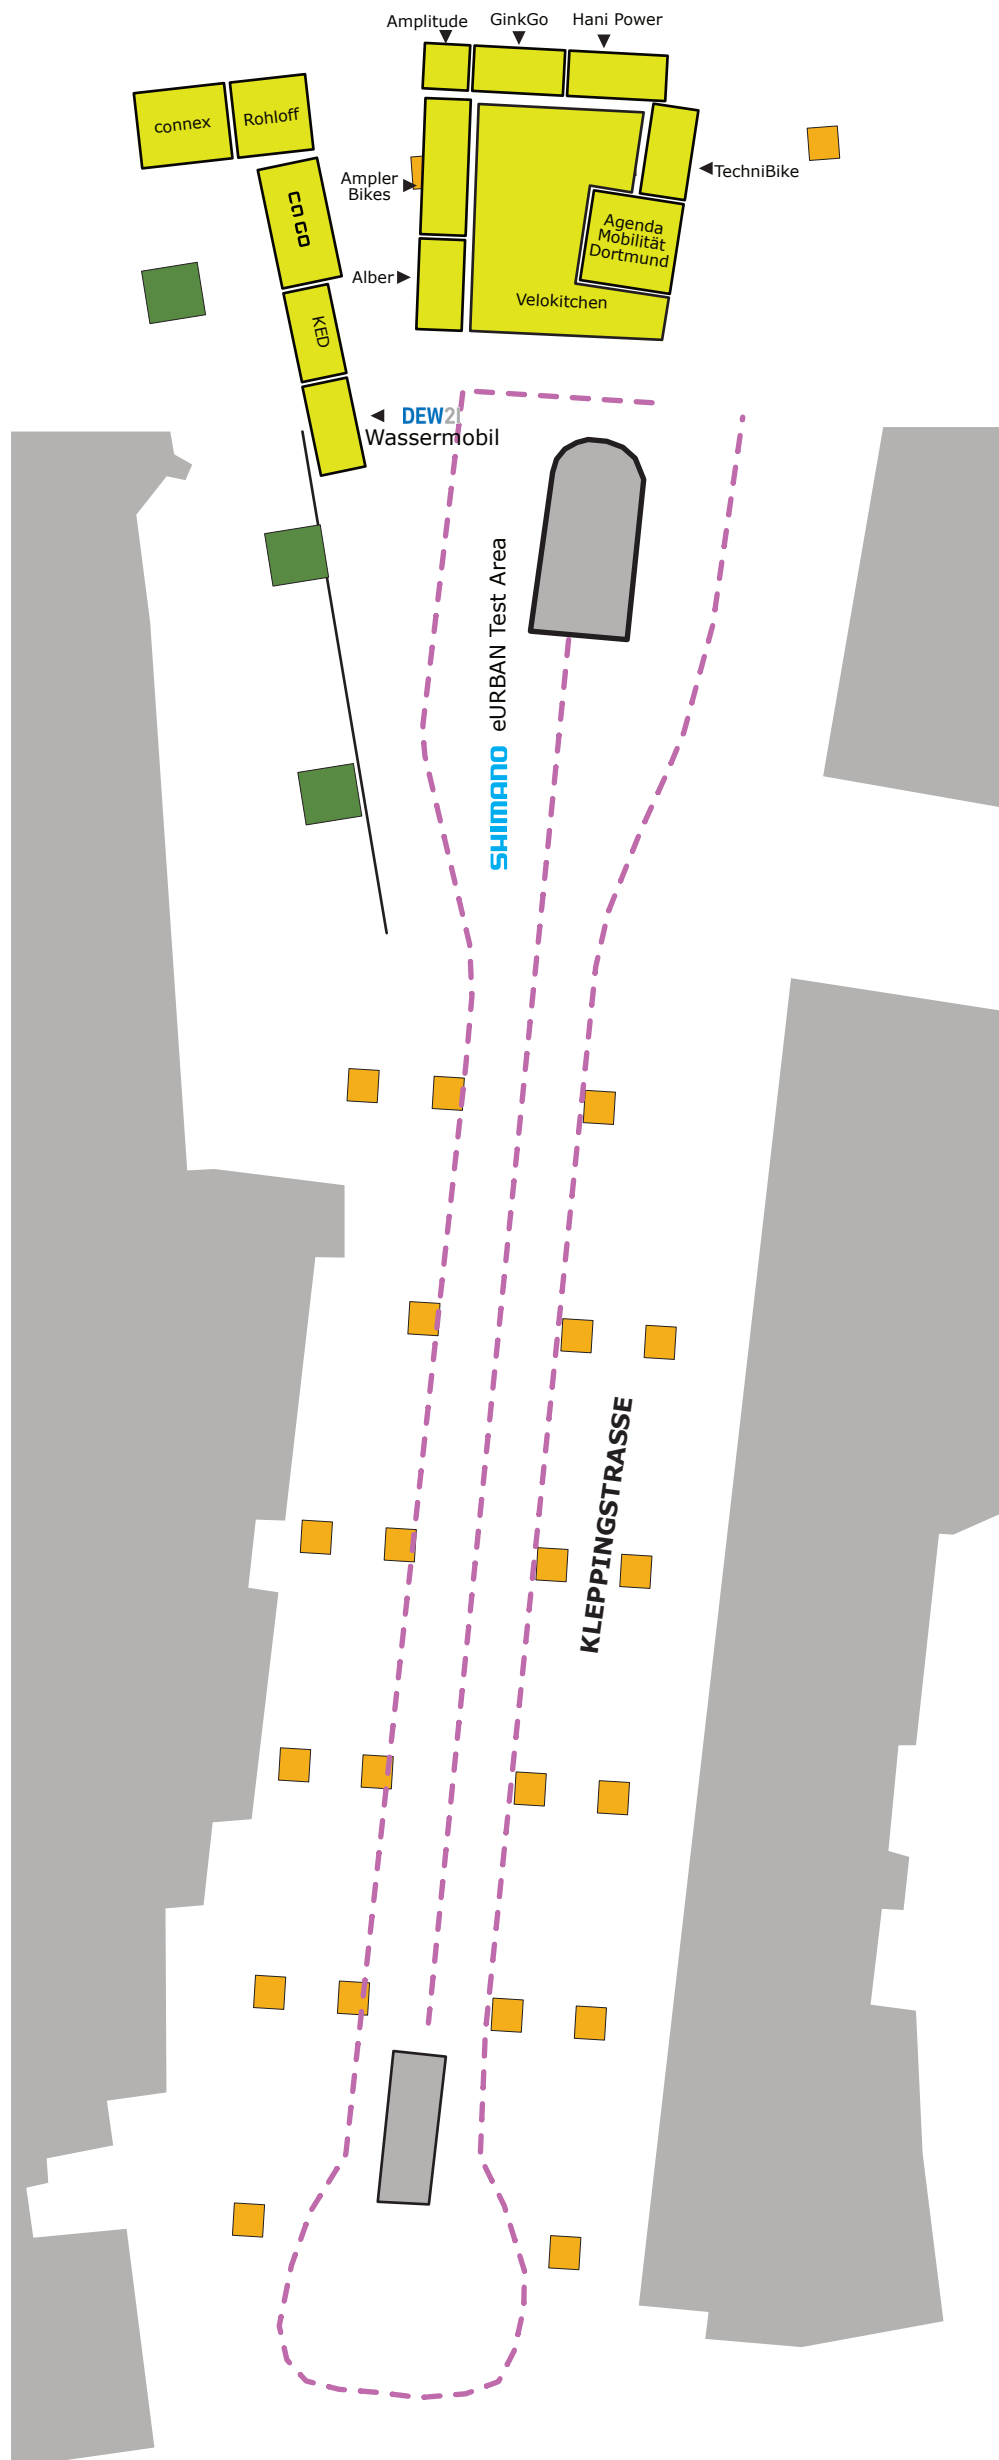 Amplitude
GinkGo
Hani Power
connex
Rohloff
CaGo
Ampler
Bikes
TechniBike
Agenda
Mobilität
Dortmund
Alber
Velokitchen
KED
DEW21
Wassermobil
SHIMANO eURBAN Test Area
KLEPPINGSTRASSE